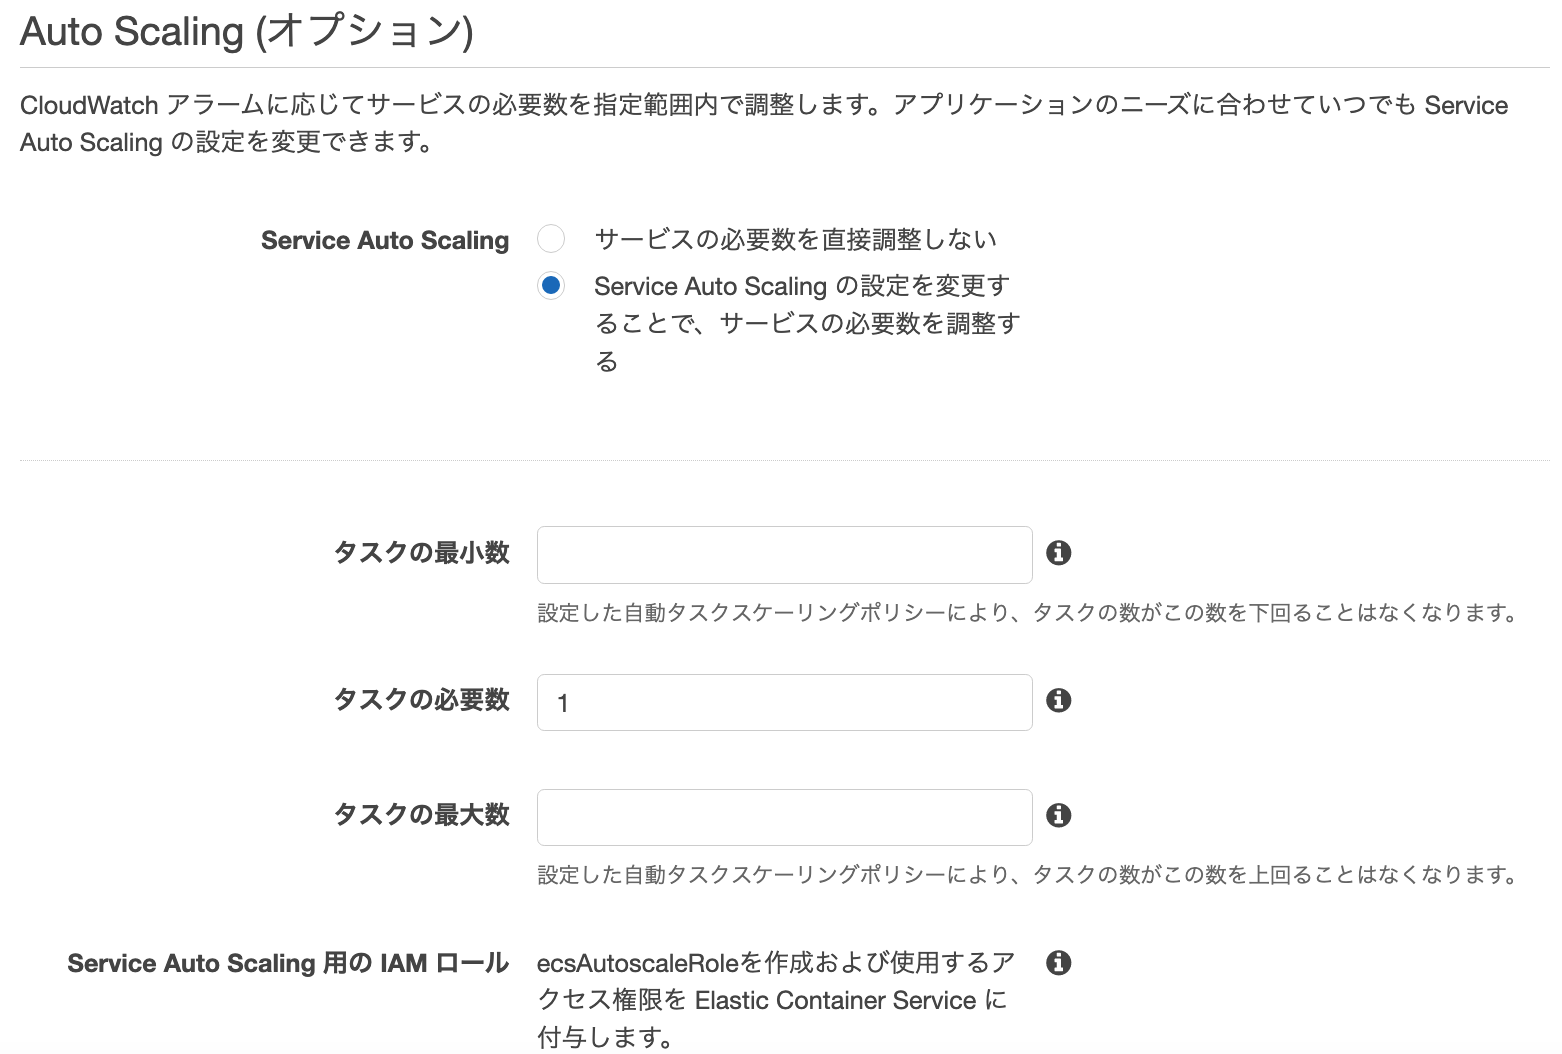 Auto Scaling (オプション)
CloudWatch アラームに応じてサービスの必要数を指定範囲内で調整します。アプリケーションのニーズに合わせていつでも Service
Auto Scaling の設定を変更できます。
Service Auto Scaling
サービスの必要数を直接調整しない
Service Auto Scaling の設定を変更す
ることで、サービスの必要数を調整す
る
タスクの最小数
設定した自動タスクスケーリングポリシーにより、タスクの数がこの数を下回ることはなくなります。
タスクの必要数
1
タスクの最大数
設定した自動タスクスケーリングポリシーにより、タスクの数がこの数を上回ることはなくなります。
Service Auto Scaling 用の IAM ロール
ecsAutoscaleRoleを作成および使用するア
クセス権限を Elastic Container Service に
付与します。